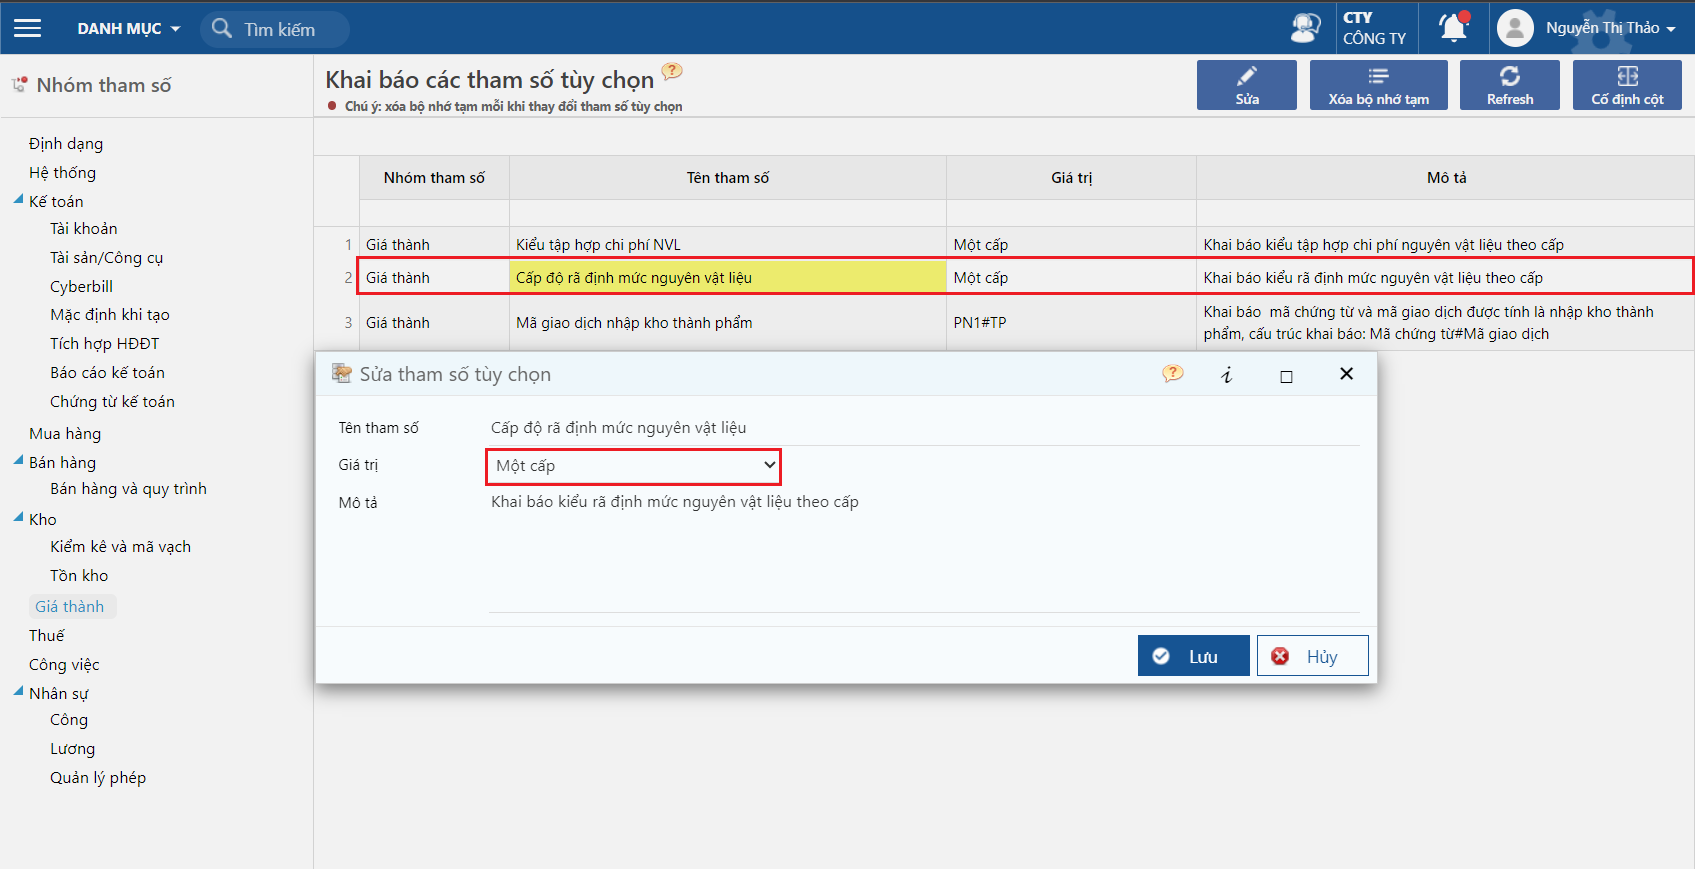 DANH MỤC
Tìm kiếm
CTY
CÔNG TY
Nguyễn Thị Thảo
Nhóm tham số
Định dạng
Hệ thống
Kế toán
Tài khoản
Tài sản/Công cụ
Cyberbill
Mặc định khi tạo
Tích hợp HĐĐT
Báo cáo kế toán
Chứng từ kế toán
Mua hàng
Bán hàng
Bán hàng và quy trình
Kho
Kiểm kê và mã vạch
Tồn kho
Giá thành
Thuế
Công việc
Nhân sự
Công
Lương
Quản lý phép
Khai báo các tham số tùy chọn
Chú ý: xóa bộ nhớ tạm mỗi khi thay đổi tham số tùy chọn
Sửa
Xóa bộ nhớ tạm
Refresh
Cố định cột
Nhóm tham số Tên tham số Giá trị Mô tả
1 Giá thành Kiểu tập hợp chi phí NVL Một cấp Khai báo kiểu tập hợp chi phí nguyên vật liệu theo cấp
2 Giá thành Cấp độ rã định mức nguyên vật liệu Một cấp Khai báo kiểu rã định mức nguyên vật liệu theo cấp
3 Giá thành Mã giao dịch nhập kho thành phẩm PN1#TP Khai báo  mã chứng từ và mã giao dịch được tính là nhập kho thành
phẩm, cấu trúc khai báo: Mã chứng từ#Mã giao dịch
Sửa tham số tùy chọn
Tên tham số Cấp độ rã định mức nguyên vật liệu
Giá trị Một cấp
Mô tả Khai báo kiểu rã định mức nguyên vật liệu theo cấp
Lưu
Hủy